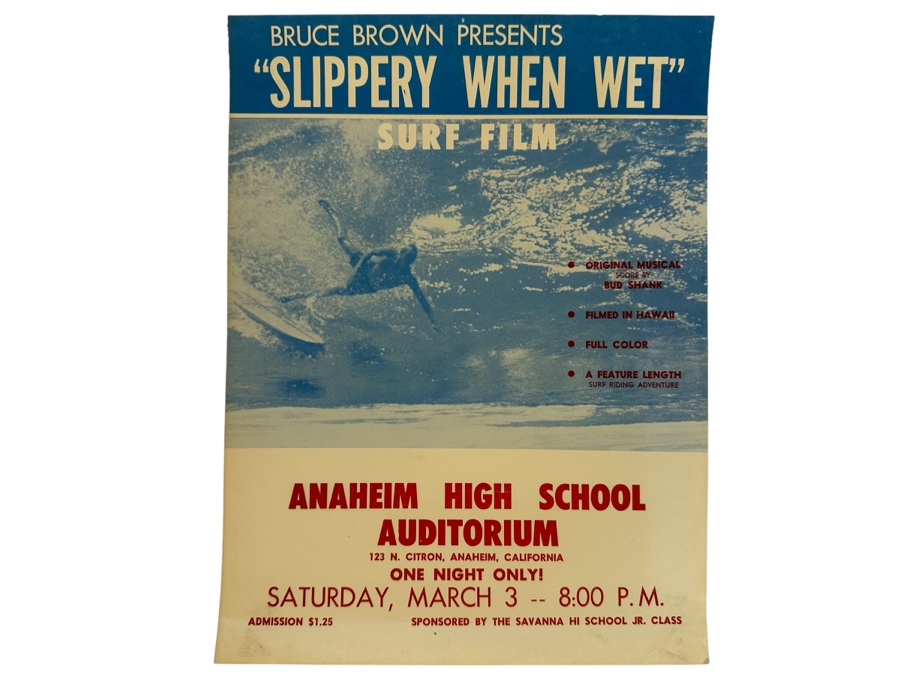 BRUCE BROWN PRESENTS
“SLIPPERY WHEN WET”
SURF FILM
• ORIGINAL MUSICAL
SCORE BY
BUD SHANK
• FILMED IN HAWAII
• FULL COLOR
• A FEATURE LENGTH
SURF RIDING ADVENTURE
ANAHEIM HIGH SCHOOL
AUDITORIUM
123 N. CITRON, ANAHEIM, CALIFORNIA
ONE NIGHT ONLY!
SATURDAY, MARCH 3 -- 8:00 P.M.
ADMISSION $1.25 SPONSORED BY THE SAVANNA HI SCHOOL JR. CLASS